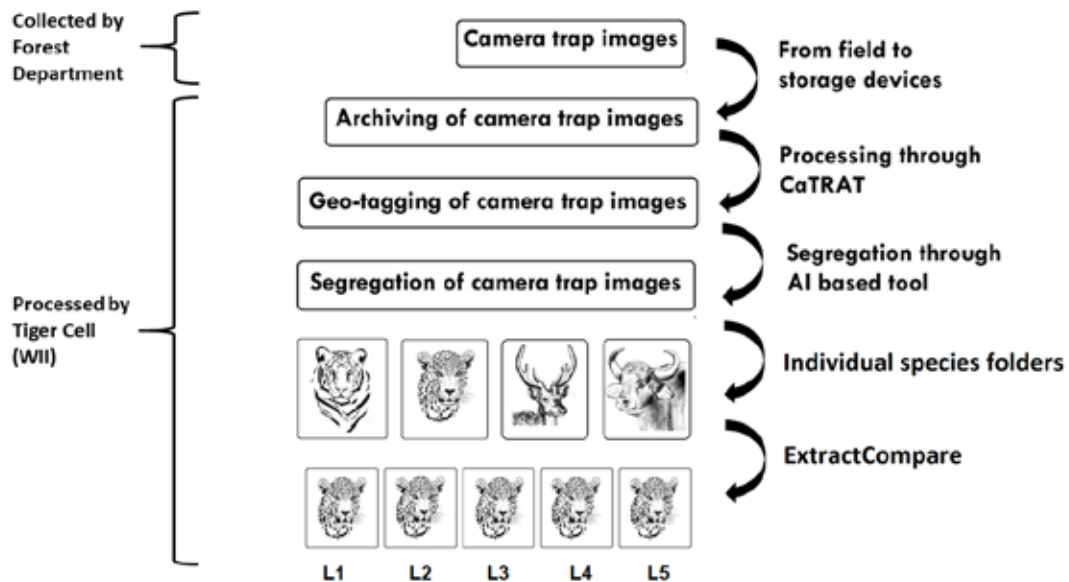 Collected by
Forest
Department
Camera trap images
From field to
storage devices
Archiving of camera trap images
Processing through
CaTRAT
Geo-tagging of camera trap images
Segregation through
AI based tool
Segregation of camera trap images
Processed by
Tiger Cell
(WII)
Individual species folders
ExtractCompare
L1 L2 L3 L4 L5